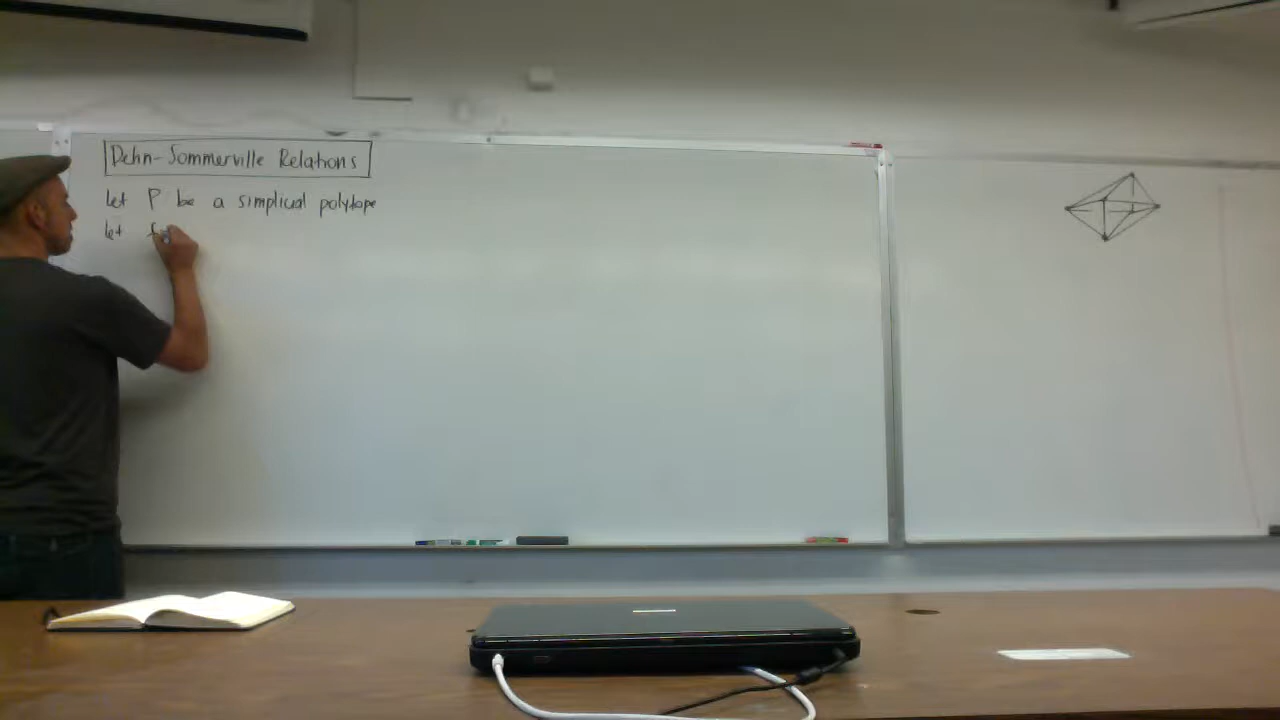 Dehn-Sommerville Relations
let P be a simplicial polytope
let f